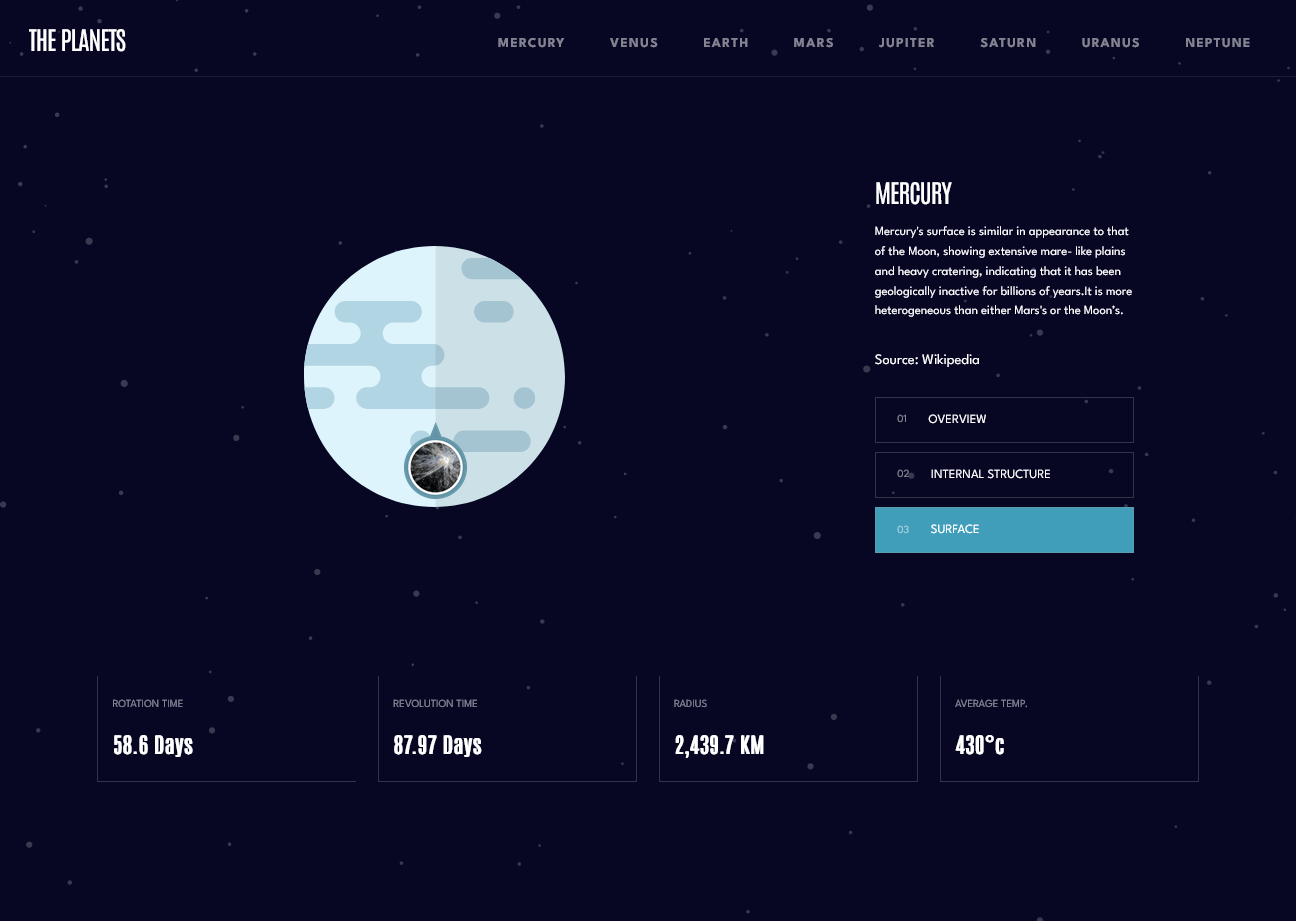 THE PLANETS
MERCURY VENUS EARTH MARS JUPITER SATURN URANUS NEPTUNE
MERCURY
Mercury's surface is similar in appearance to that
of the Moon, showing extensive mare- like plains
and heavy cratering, indicating that it has been
geologically inactive for billions of years.It is more
heterogeneous than either Mars's or the Moon’s.
Source: Wikipedia
01 OVERVIEW
02 INTERNAL STRUCTURE
03 SURFACE
ROTATION TIME
58.6 Days
REVOLUTION TIME
87.97 Days
RADIUS
2,439.7 KM
AVERAGE TEMP.
430°c